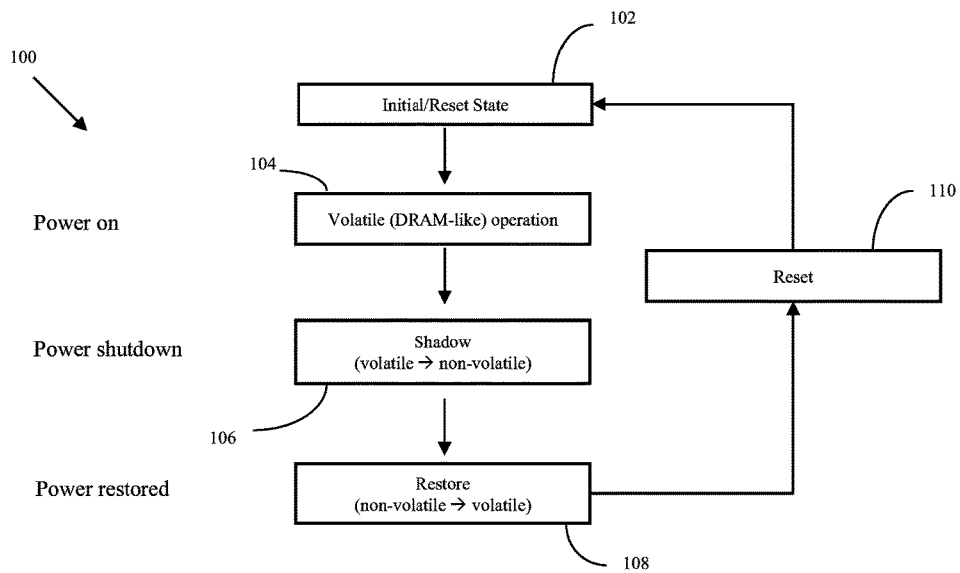 102
100
Initial/Reset State
104
110
Power on
Volatile (DRAM-like) operation
Reset
Power shutdown
Shadow
(volatile → non-volatile)
106
Power restored
Restore
(non-volatile → volatile)
108